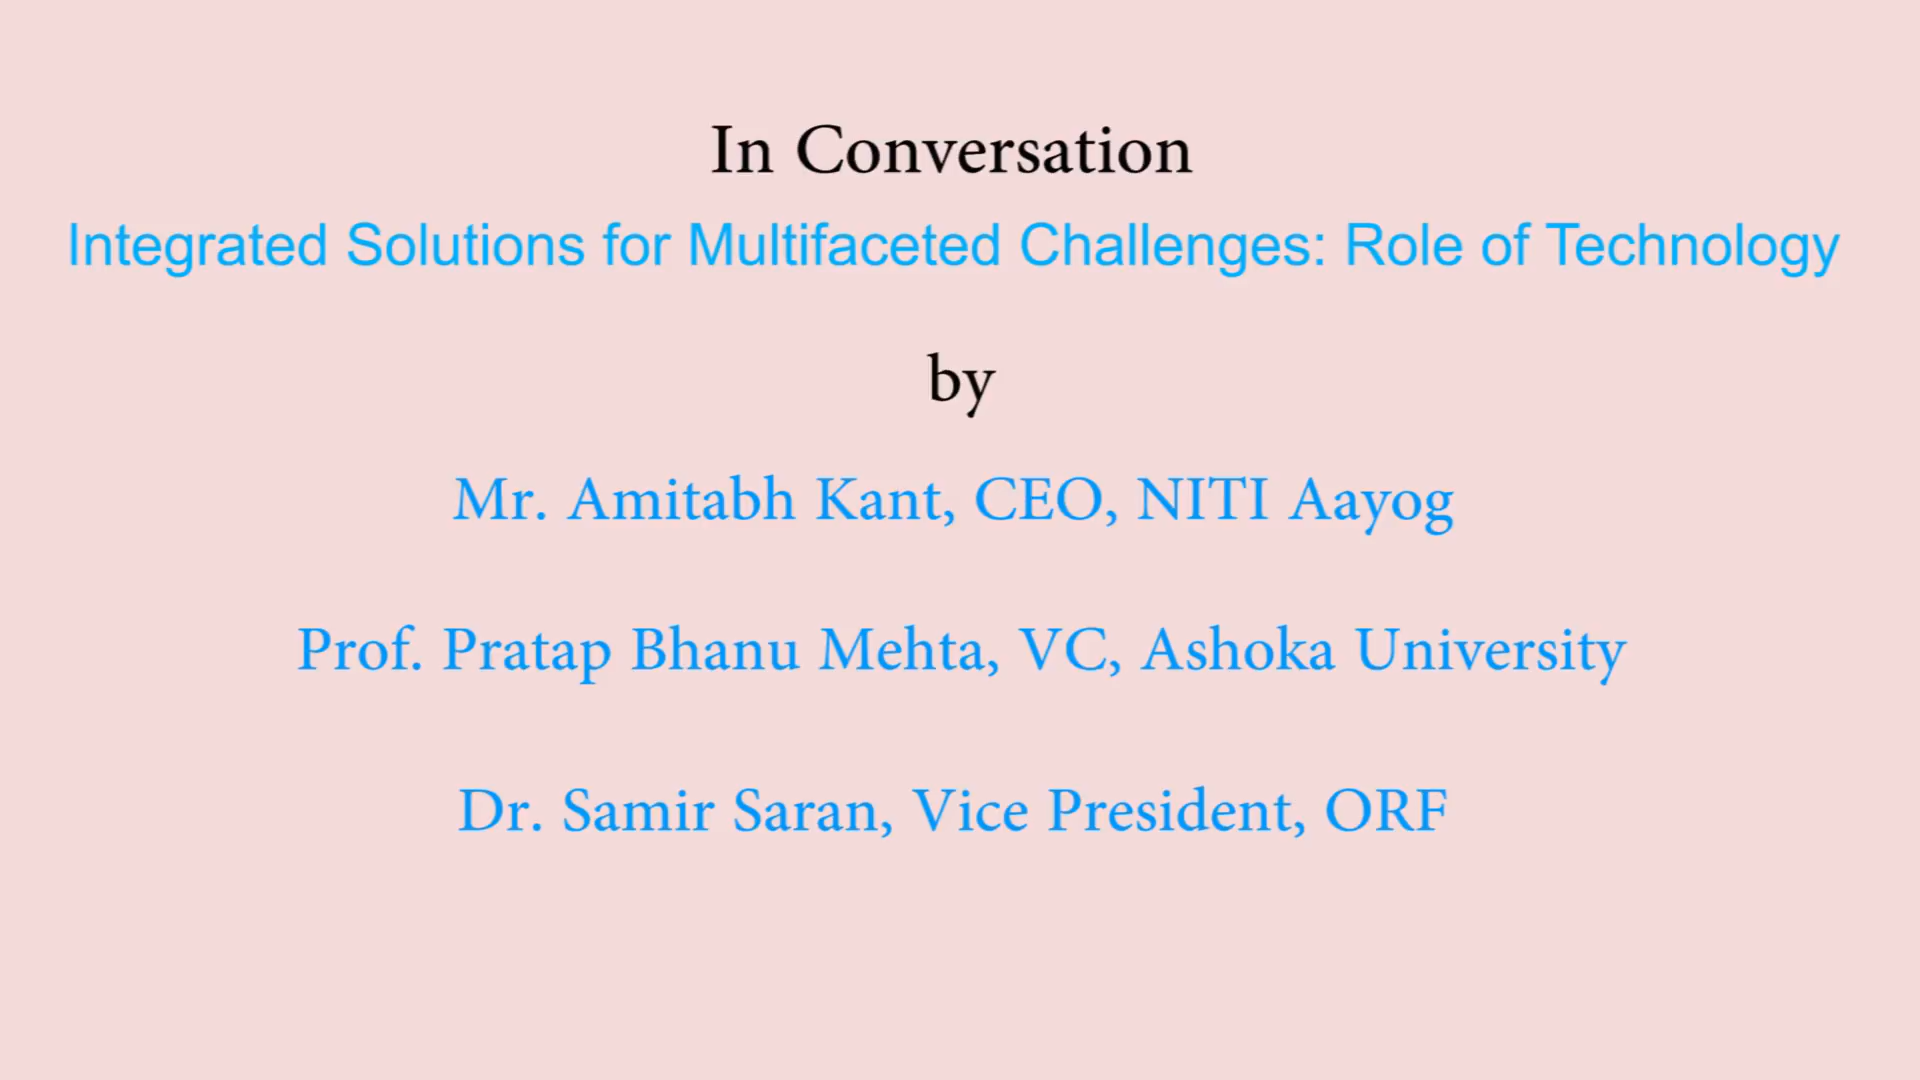 In Conversation
Integrated Solutions for Multifaceted Challenges: Role of Technology
by
Mr. Amitabh Kant, CEO, NITI Aayog
Prof. Pratap Bhanu Mehta, VC, Ashoka University
Dr. Samir Saran, Vice President, ORF